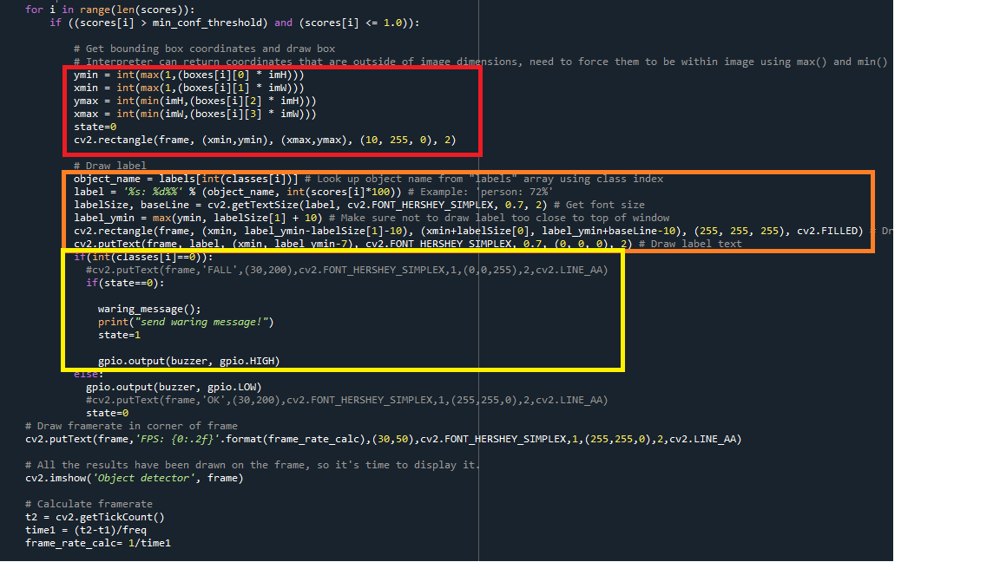 for i in range(len(scores)):
if ((scores[i] > min_conf_threshold) and (scores[i] <= 1.0)):
# Get bounding box coordinates and draw box
# Interpreter can return coordinates that are outside of image dimensions, need to force them to be within image using max() and min()
ymin = int(max(1,(boxes[i][0] * imH)))
xmin = int(max(1,(boxes[i][1] * imW)))
ymax = int(min(imH,(boxes[i][2] * imH)))
xmax = int(min(imW,(boxes[i][3] * imW)))
state=0
cv2.rectangle(frame, (xmin,ymin), (xmax,ymax), (10, 255, 0), 2)
# Draw label
object_name = labels[int(classes[i])] # Look up object name from "labels" array using class index
label = '%s: %d%%' % (object_name, int(scores[i]*100)) # Example: 'person: 72%'
labelSize, baseLine = cv2.getTextSize(label, cv2.FONT_HERSHEY_SIMPLEX, 0.7, 2) # Get font size
label_ymin = max(ymin, labelSize[1] + 10) # Make sure not to draw label too close to top of window
cv2.rectangle(frame, (xmin, label_ymin-labelSize[1]-10), (xmin+labelSize[0], label_ymin+baseLine-10), (255, 255, 255), cv2.FILLED) # Dr
cv2.putText(frame, label, (xmin, label_ymin-7), cv2.FONT_HERSHEY_SIMPLEX, 0.7, (0, 0, 0), 2) # Draw label text
if(int(classes[i]==0)):
#cv2.putText(frame,'FALL',(30,200),cv2.FONT_HERSHEY_SIMPLEX,1,(0,0,255),2,cv2.LINE_AA)
if(state==0):
waring_message();
print("send waring message!")
state=1
gpio.output(buzzer, gpio.HIGH)
else:
gpio.output(buzzer, gpio.LOW)
#cv2.putText(frame,'OK',(30,200),cv2.FONT_HERSHEY_SIMPLEX,1,(255,255,0),2,cv2.LINE_AA)
state=0
# Draw framerate in corner of frame
cv2.putText(frame,'FPS: {0:.2f}'.format(frame_rate_calc),(30,50),cv2.FONT_HERSHEY_SIMPLEX,1,(255,255,0),2,cv2.LINE_AA)
# All the results have been drawn on the frame, so it's time to display it.
cv2.imshow('Object detector', frame)
# Calculate framerate
t2 = cv2.getTickCount()
time1 = (t2-t1)/freq
frame_rate_calc= 1/time1